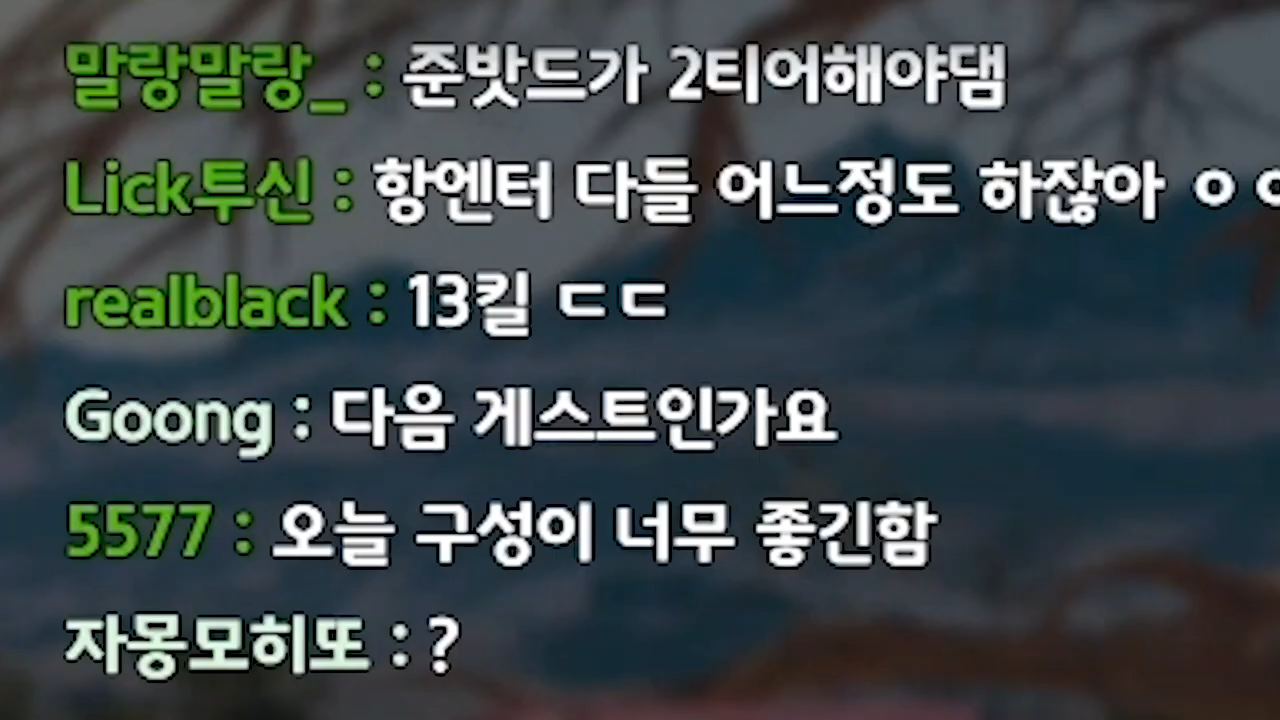 말랑말랑_ : 준밧드가 2티어해야댐
Lick투신 : 항엔터 다들 어느정도 하잖아 ㅇㅇ
realblack : 13킬 ㄷㄷ
Goong : 다음 게스트인가요
5577 : 오늘 구성이 너무 좋긴함
자몽모히또 : ?